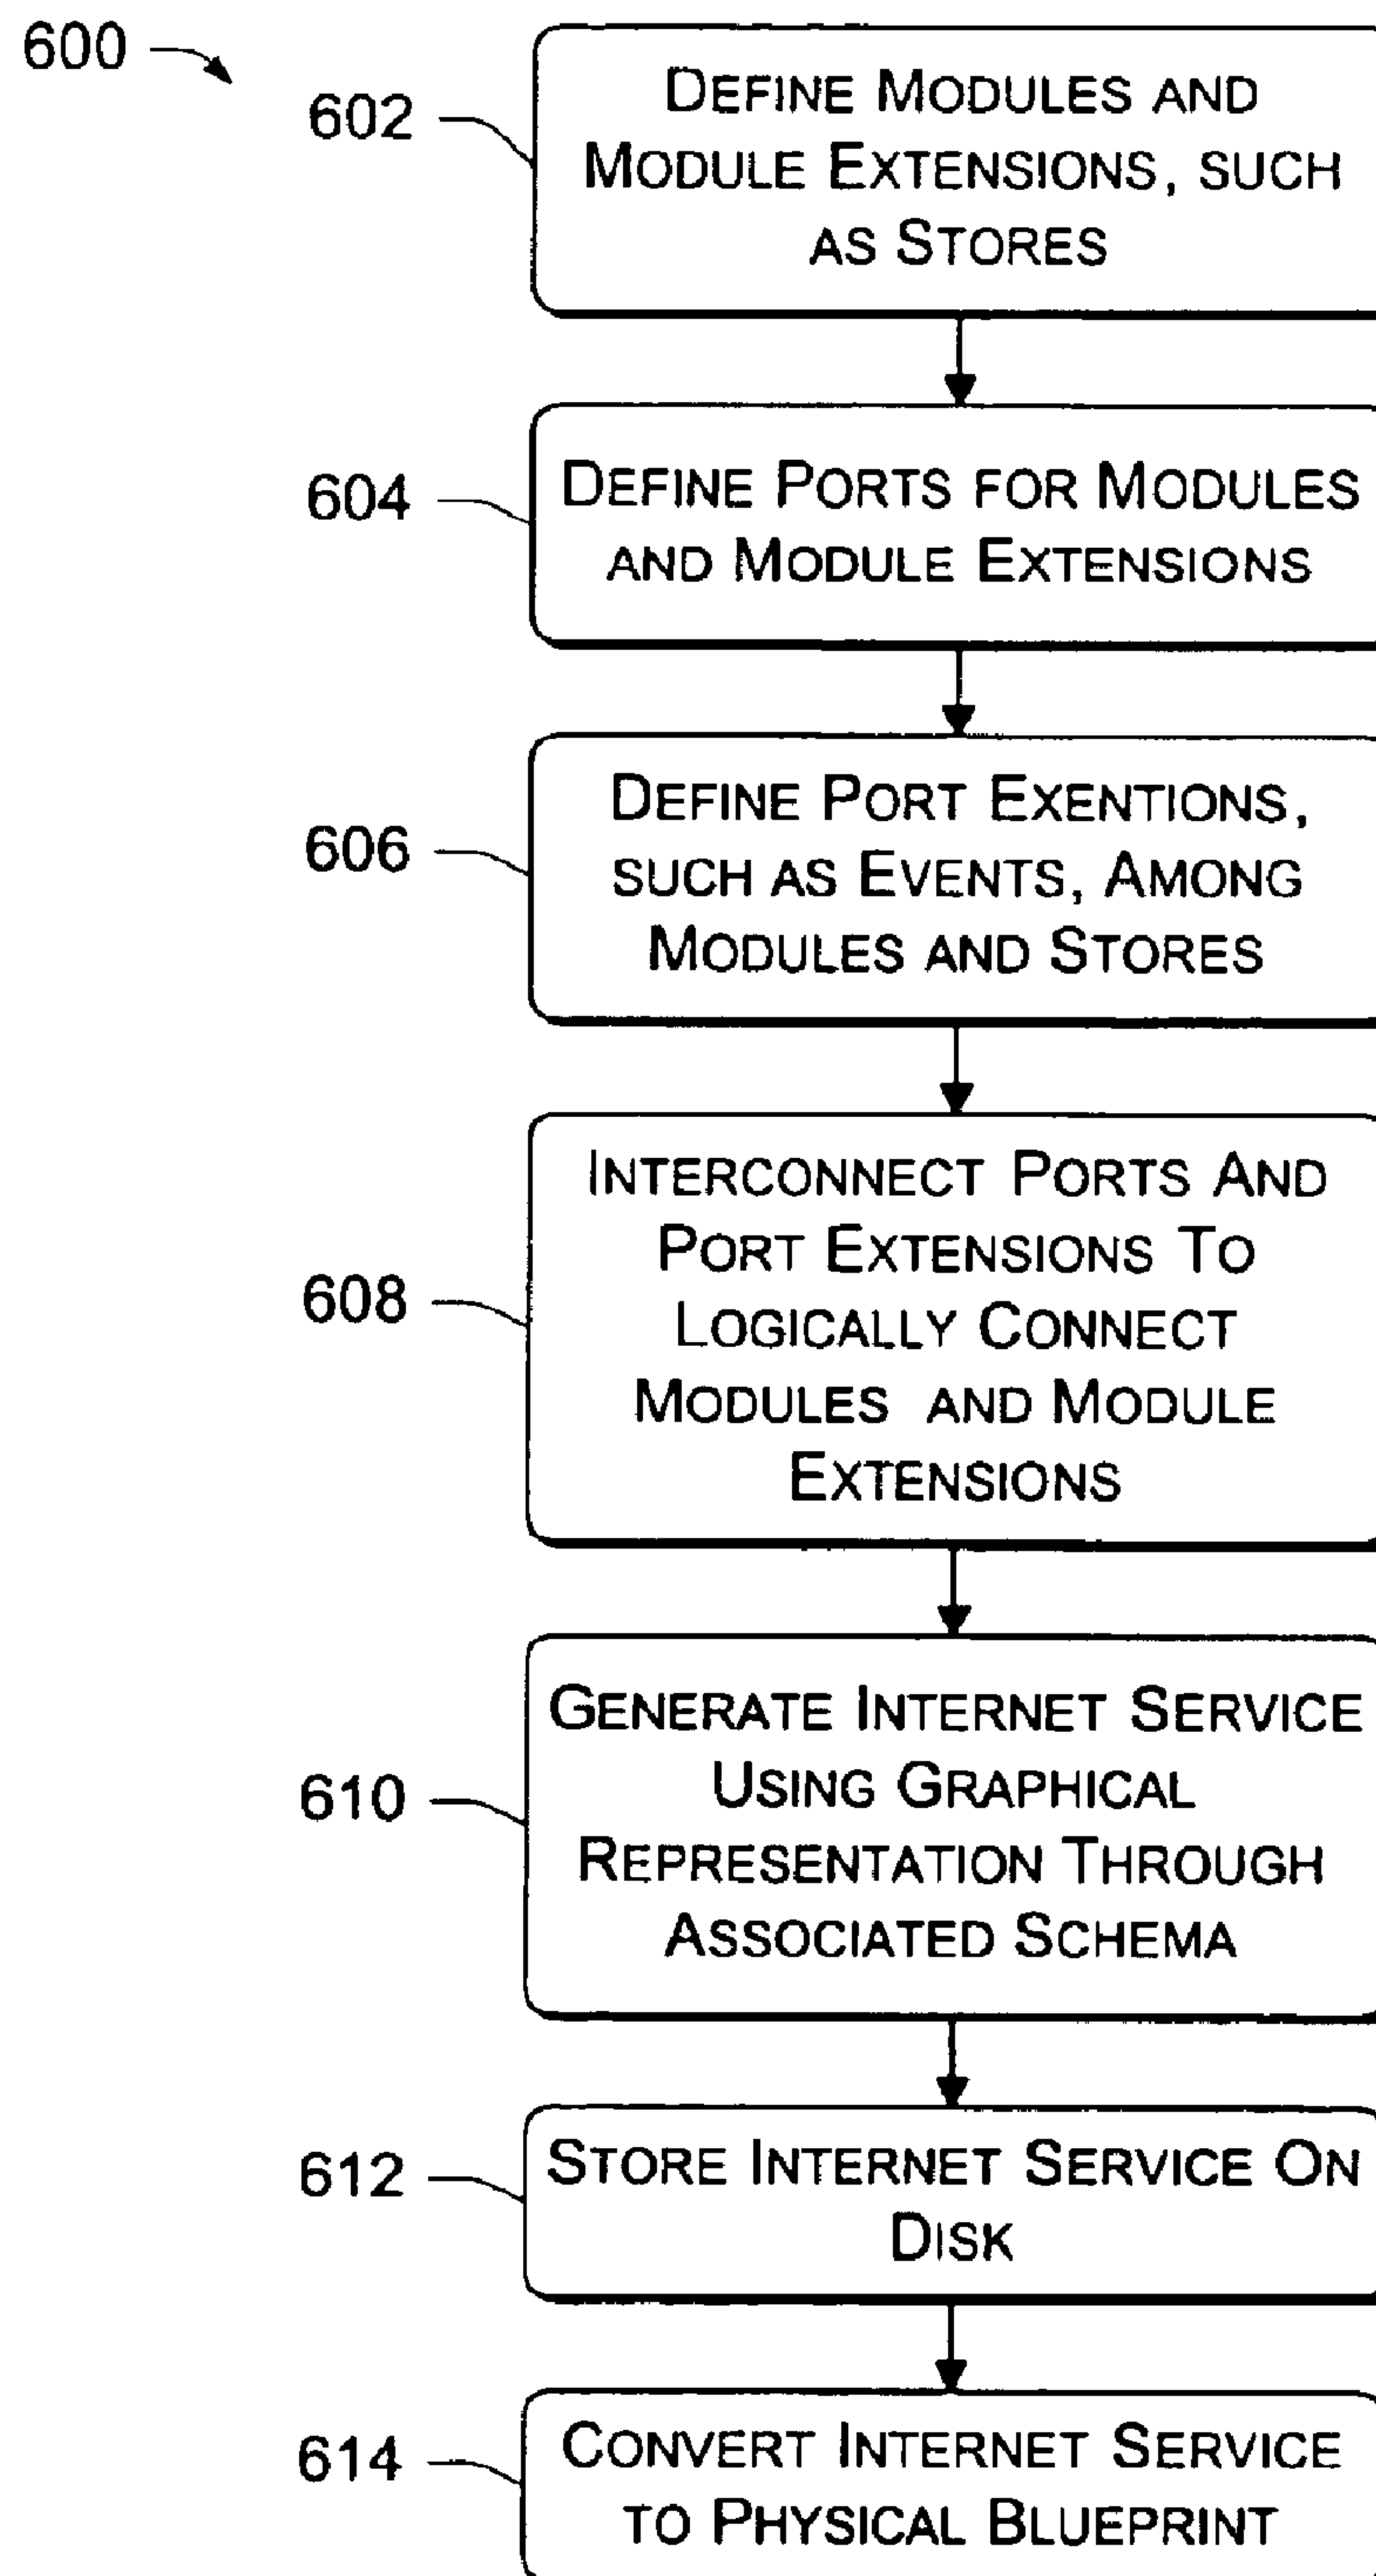 600
602
DEFINE MODULES AND
MODULE EXTENSIONS, SUCH
AS STORES
604
DEFINE PORTS FOR MODULES
AND MODULE EXTENSIONS
606
DEFINE PORT EXENTIONS,
SUCH AS EVENTS, AMONG
MODULES AND STORES
608
INTERCONNECT PORTS AND
PORT EXTENSIONS TO
LOGICALLY CONNECT
MODULES AND MODULE
EXTENSIONS
610
GENERATE INTERNET SERVICE
USING GRAPHICAL
REPRESENTATION THROUGH
ASSOCIATED SCHEMA
612
STORE INTERNET SERVICE ON
DISK
614
CONVERT INTERNET SERVICE
TO PHYSICAL BLUEPRINT